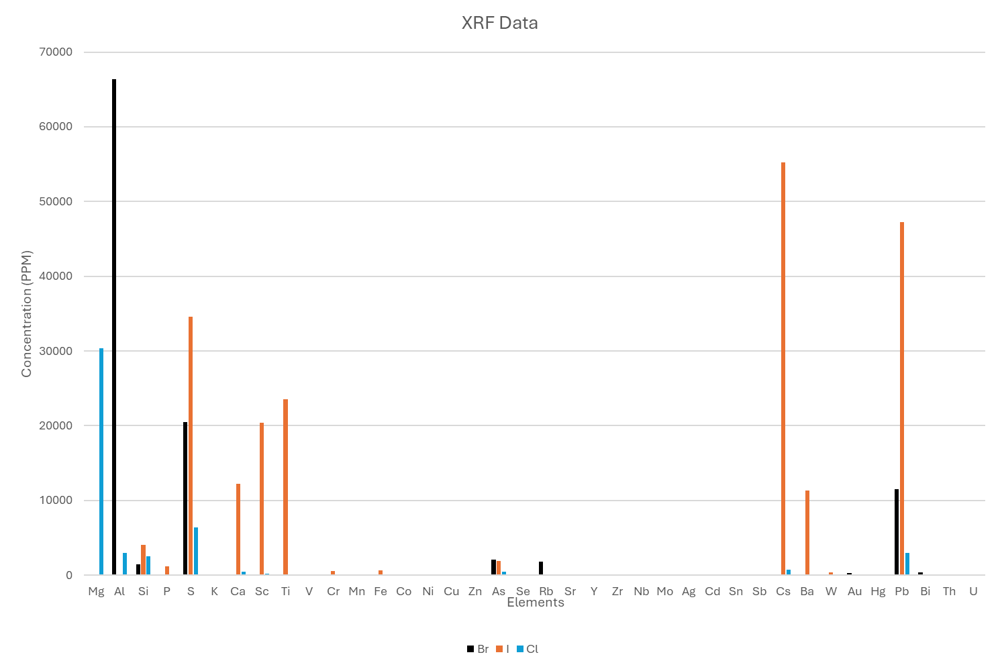 XRF Data
70000
60000
50000
40000
30000
20000
10000
0
Concentration (PPM)
Mg Al Si P S K Ca Sc Ti V Cr Mn Fe Co Ni Cu Zn As Se Rb Sr Y Zr Nb Mo Ag Cd Sn Sb Cs Ba W Au Hg Pb Bi Th U
Elements
Br I Cl